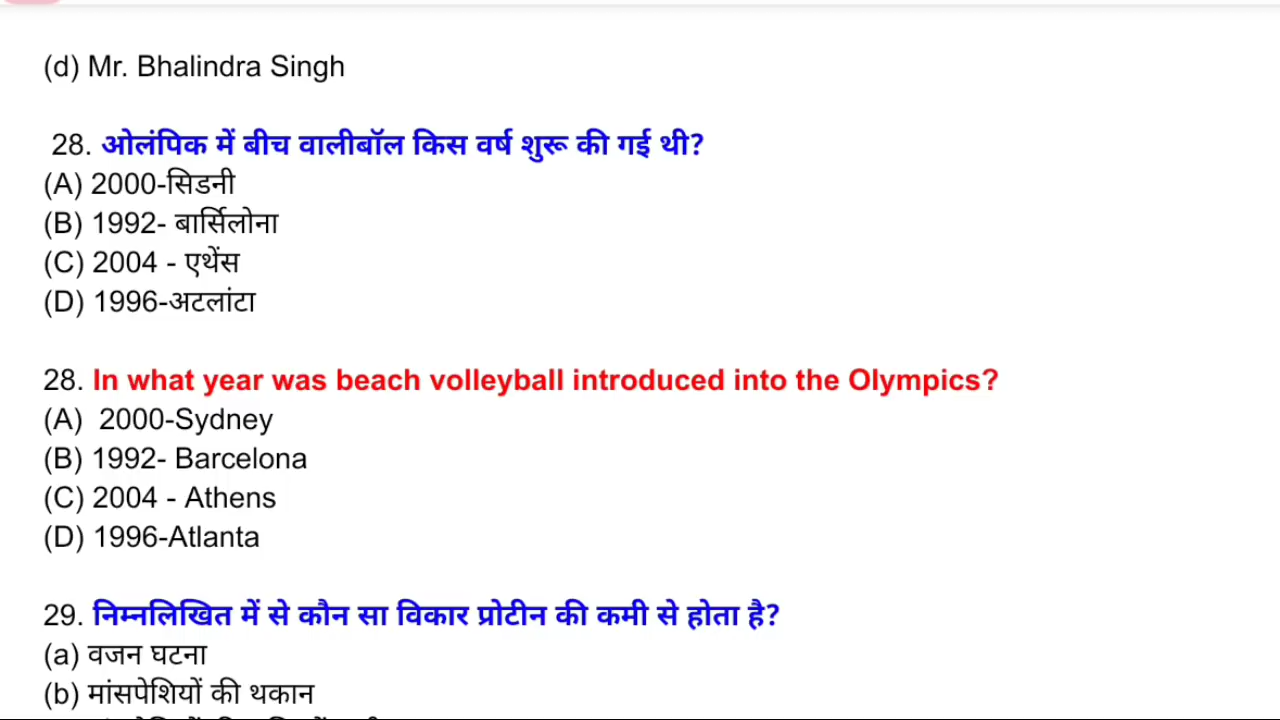 (d) Mr. Bhalindra Singh
28. ओलंपिक में बीच वालीबॉल किस वर्ष शुरू की गई थी?
(A) 2000-सिडनी
(B) 1992- बार्सिलोना
(C) 2004 - एथेंस
(D) 1996-अटलांटा
28. In what year was beach volleyball introduced into the Olympics?
(A) 2000-Sydney
(B) 1992- Barcelona
(C) 2004 - Athens
(D) 1996-Atlanta
29. निम्नलिखित में से कौन सा विकार प्रोटीन की कमी से होता है?
(a) वजन घटना
(b) मांसपेशियों की थकान